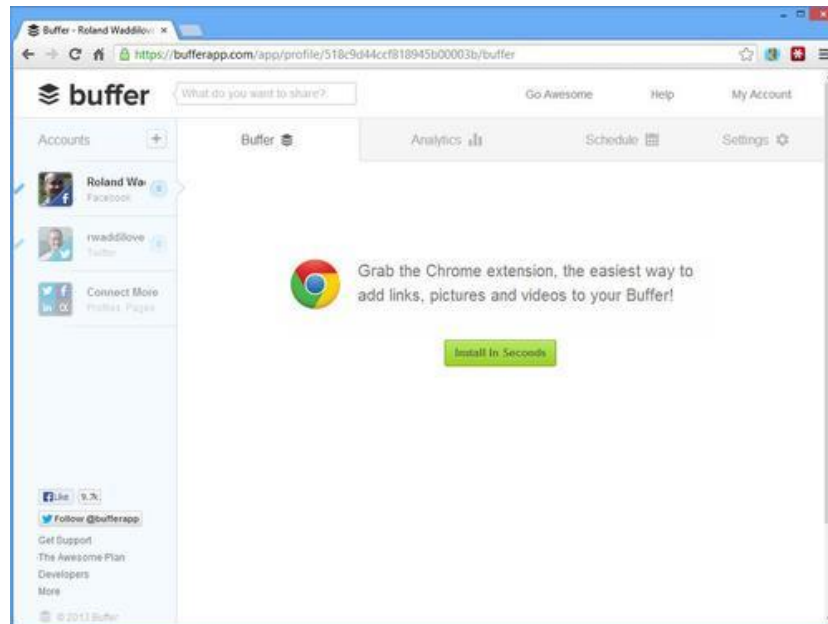 Buffer - Roland Waddilov
https://bufferapp.com/app/profile/518c9d44ccf818945b00003b/buffer
buffer
What do you want to share?
Go Awesome
Help
My Account
Accounts
+
Buffer
Analytics
Schedule
Settings
Roland Wa
Facebook
rwaddilove
Twitter
Connect More
Profiles, Pages
Grab the Chrome extension, the easiest way to
add links, pictures and videos to your Buffer!
Install In Seconds
Like
9.7k
Follow @bufferapp
Get Support
The Awesome Plan
Developers
More
© 2013 Buffer